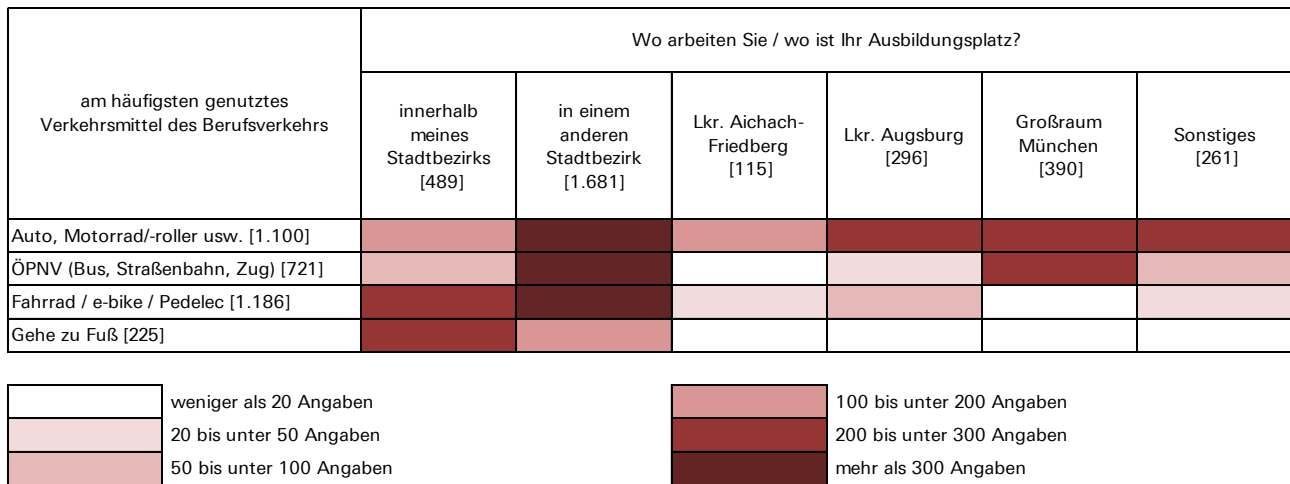 Wo arbeiten Sie / wo ist Ihr Ausbildungsplatz?
am häufigsten genutztes
Verkehrsmittel des Berufsverkehrs
innerhalb
meines
Stadtbezirks
[489]
in einem
anderen
Stadtbezirk
[1.681]
Lkr. Aichach-
Friedberg
[115]
Lkr. Augsburg
[296]
Großraum
München
[390]
Sonstiges
[261]
Auto, Motorrad/-roller usw. [1.100]
ÖPNV (Bus, Straßenbahn, Zug) [721]
Fahrrad / e-bike / Pedelec [1.186]
Gehe zu Fuß [225]
weniger als 20 Angaben
20 bis unter 50 Angaben
50 bis unter 100 Angaben
100 bis unter 200 Angaben
200 bis unter 300 Angaben
mehr als 300 Angaben